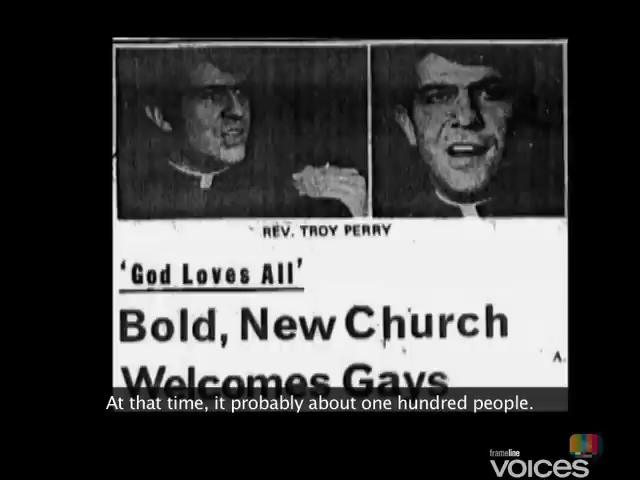 REV. TROY PERRY
'God Loves All'
Bold, New Church
A.
Welcomes Gays
At that time, it probably about one hundred people.
frameline
VOICES